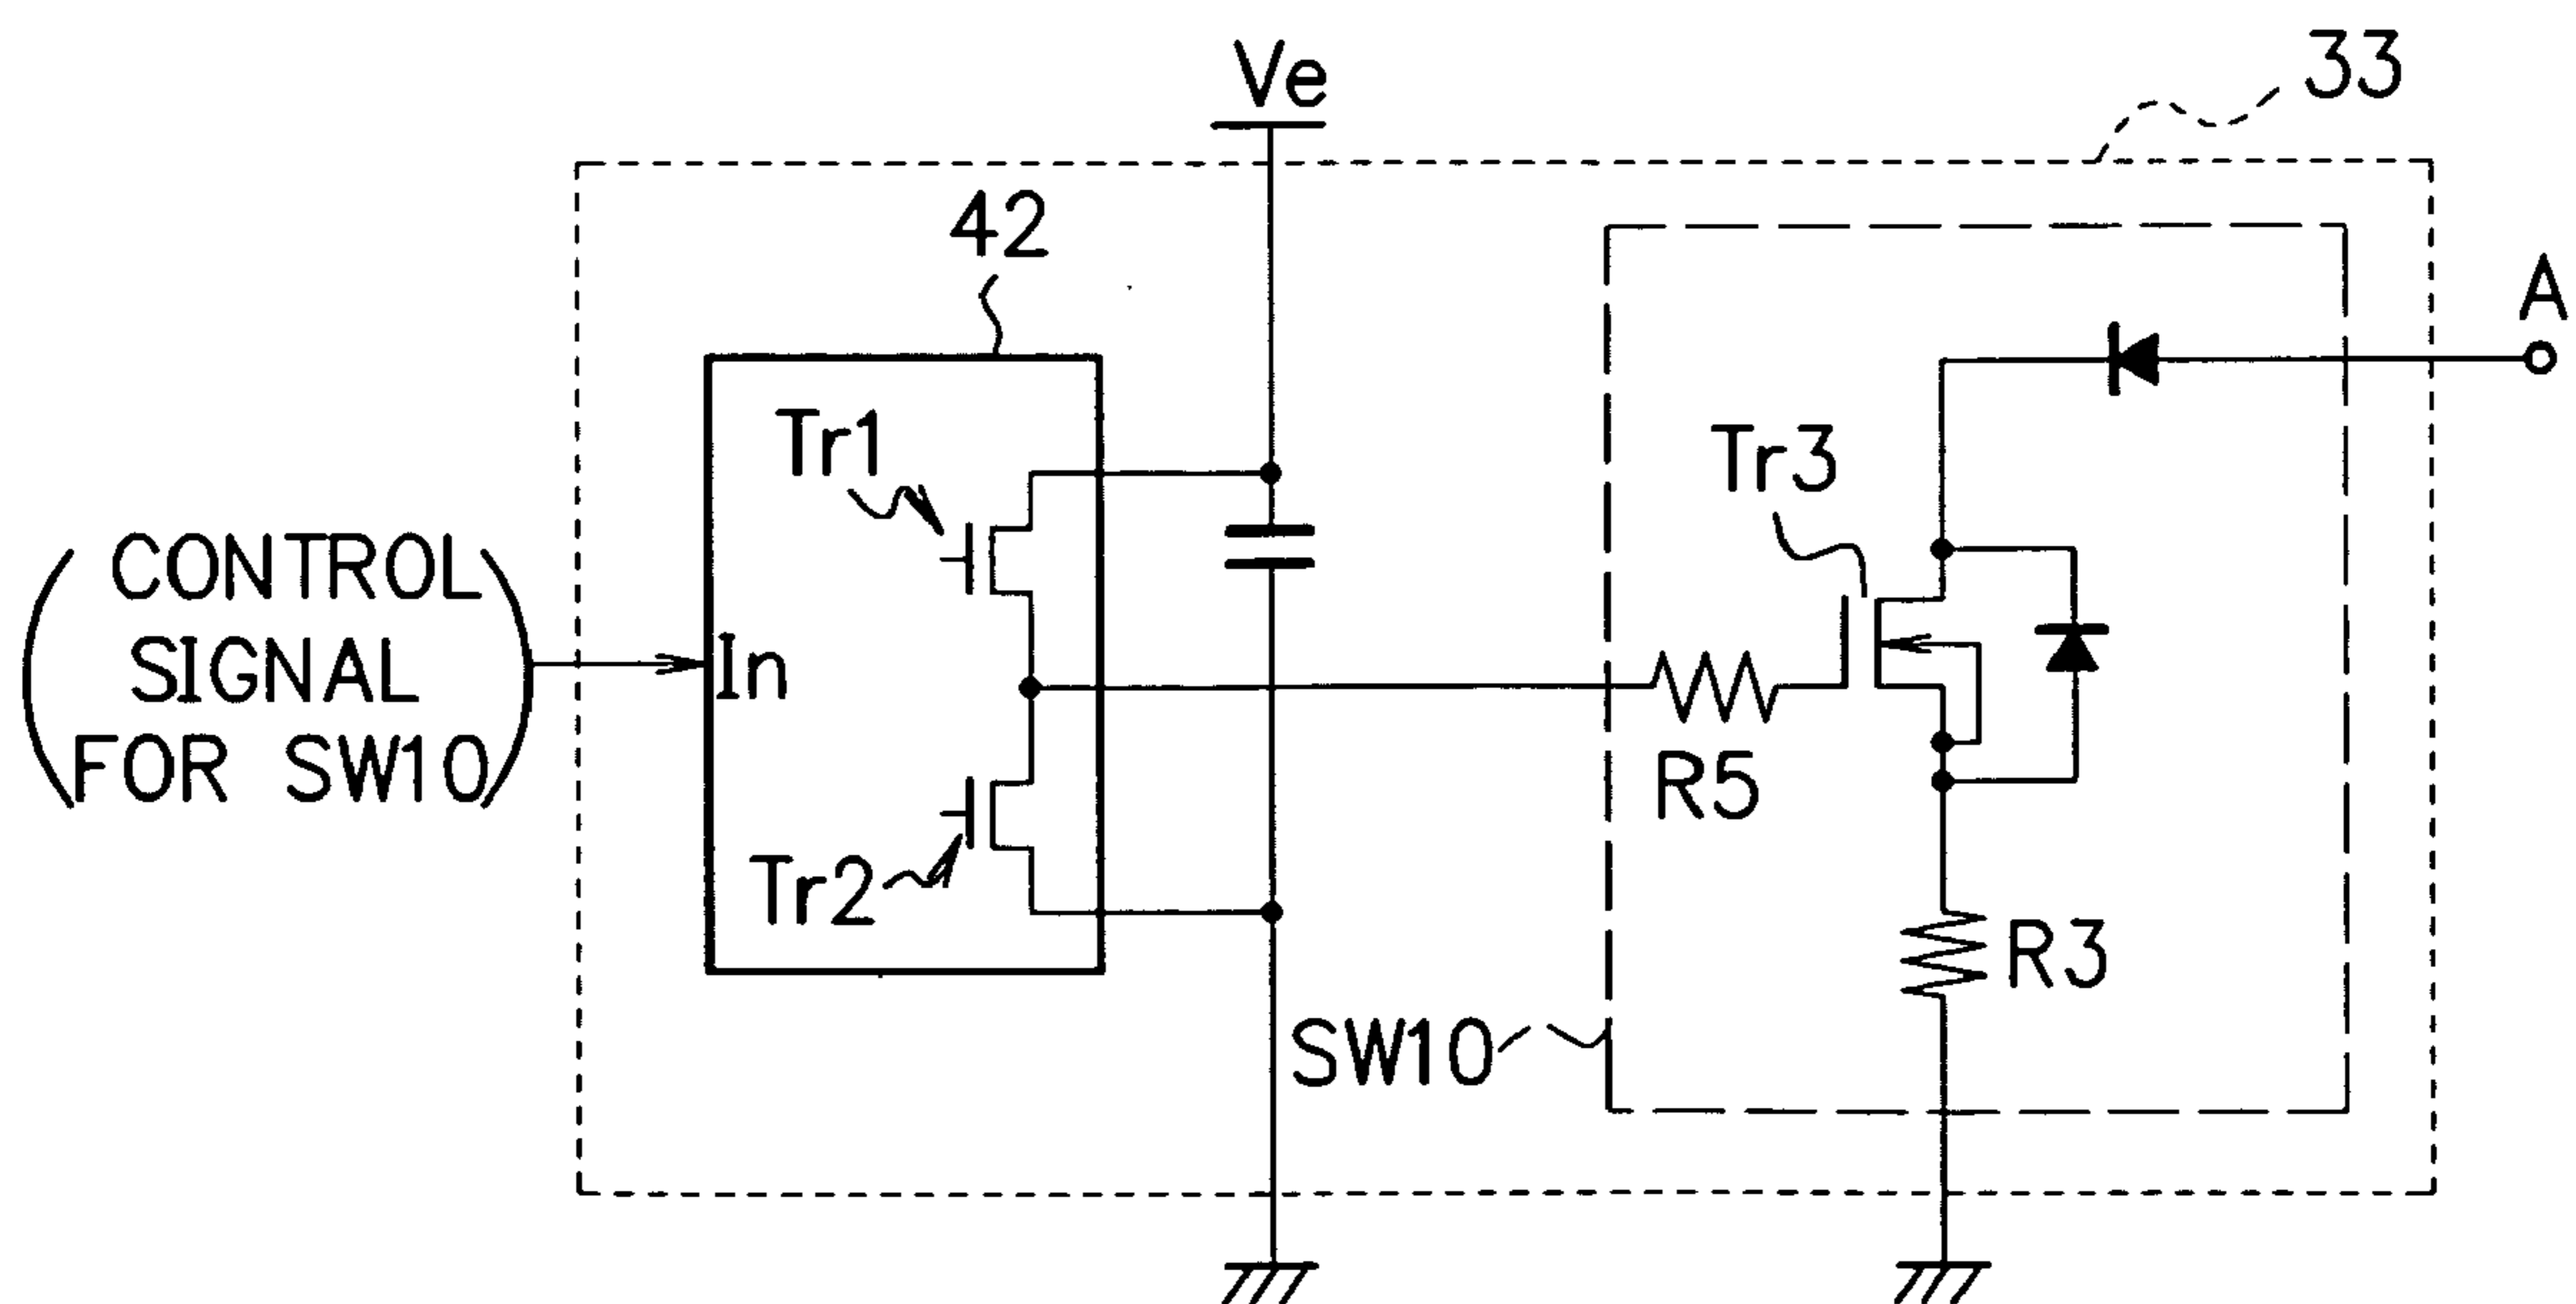 Ve
33
42
A
Tr1
Tr3
CONTROL
SIGNAL
FOR SW10
In
R5
Tr2
R3
SW10